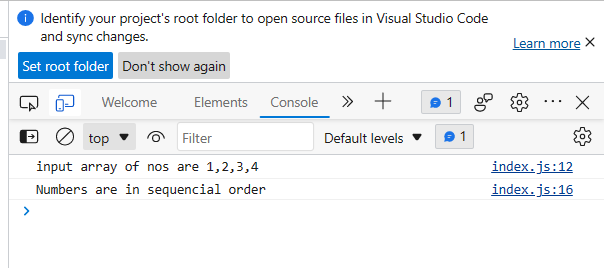 Identify your project's root folder to open source files in Visual Studio Code
and sync changes.
Learn more
Set root folder Don't show again
Welcome Elements Console 1
top Filter Default levels 1
input array of nos are 1,2,3,4 index.js:12
Numbers are in sequencial order index.js:16